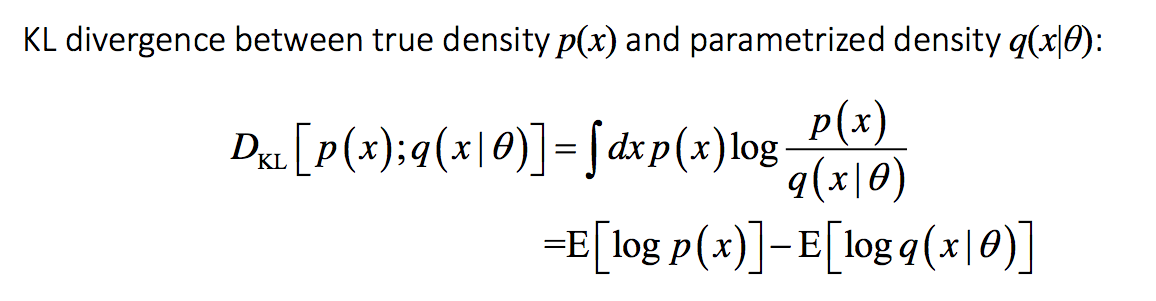 KL divergence between true density p(x) and parametrized density q(x|θ):
D_KL[p(x);q(x|θ)]=∫dx p(x) log p(x)/q(x|θ)
=E[log p(x)]−E[log q(x|θ)]